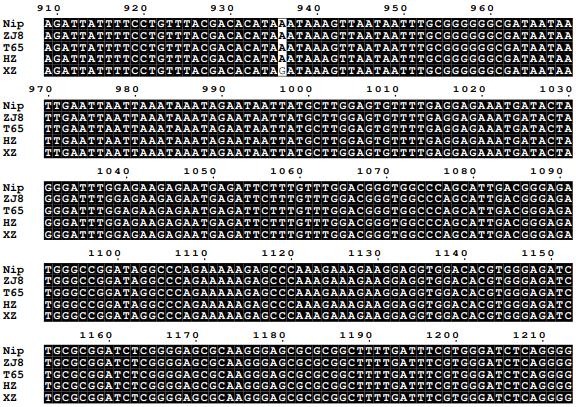 910 920 930 940 950 960
Nip AGATTATTTTCCTGTTTACGACACATAAATAAAGTTAATAATTTGCGGGGGGCGATAATAA
ZJ8 AGATTATTTTCCTGTTTACGACACATAAATAAAGTTAATAATTTGCGGGGGGCGATAATAA
T65 AGATTATTTTCCTGTTTACGACACATAAATAAAGTTAATAATTTGCGGGGGGCGATAATAA
HZ AGATTATTTTCCTGTTTACGACACATAAATAAAGTTAATAATTTGCGGGGGGCGATAATAA
XZ AGATTATTTTCCTGTTTACGACACATAGATAAAGTTAATAATTTGCGGGGGGCGATAATAA
970 980 990 1000 1010 1020 1030
Nip TTGAATTAATTAAATAAATAGAATAATTATGCTTGGAGTGTTTTGAGGAGAAATGATACTA
ZJ8 TTGAATTAATTAAATAAATAGAATAATTATGCTTGGAGTGTTTTGAGGAGAAATGATACTA
T65 TTGAATTAATTAAATAAATAGAATAATTATGCTTGGAGTGTTTTGAGGAGAAATGATACTA
HZ TTGAATTAATTAAATAAATAGAATAATTATGCTTGGAGTGTTTTGAGGAGAAATGATACTA
XZ TTGAATTAATTAAATAAATAGAATAATTATGCTTGGAGTGTTTTGAGGAGAAATGATACTA
1040 1050 1060 1070 1080 1090
Nip GGGATTTGGAGAAGAGAATGAGATTCTTTGTTTGGACGGGTGGCCCAGCATTGACGGGAGA
ZJ8 GGGATTTGGAGAAGAGAATGAGATTCTTTGTTTGGACGGGTGGCCCAGCATTGACGGGAGA
T65 GGGATTTGGAGAAGAGAATGAGATTCTTTGTTTGGACGGGTGGCCCAGCATTGACGGGAGA
HZ GGGATTTGGAGAAGAGAATGAGATTCTTTGTTTGGACGGGTGGCCCAGCATTGACGGGAGA
XZ GGGATTTGGAGAAGAGAATGAGATTCTTTGTTTGGACGGGTGGCCCAGCATTGACGGGAGA
1100 1110 1120 1130 1140 1150
Nip TGGGCCGGATAGGCCCAGAAAAAGAGCCCAAAGAAAGAAGGAGGTGGACACGTGGGAGATC
ZJ8 TGGGCCGGATAGGCCCAGAAAAAGAGCCCAAAGAAAGAAGGAGGTGGACACGTGGGAGATC
T65 TGGGCCGGATAGGCCCAGAAAAAGAGCCCAAAGAAAGAAGGAGGTGGACACGTGGGAGATC
HZ TGGGCCGGATAGGCCCAGAAAAAGAGCCCAAAGAAAGAAGGAGGTGGACACGTGGGAGATC
XZ TGGGCCGGATAGGCCCAGAAAAAGAGCCCAAAGAAAGAAGGAGGTGGACACGTGGGAGATC
1160 1170 1180 1190 1200 1210
Nip TGCGCGGATCTCGGGGAGCGCAAGGGAGCGCGCGGCTTTTGATTTCGTGGGATCTCAGGGG
ZJ8 TGCGCGGATCTCGGGGAGCGCAAGGGAGCGCGCGGCTTTTGATTTCGTGGGATCTCAGGGG
T65 TGCGCGGATCTCGGGGAGCGCAAGGGAGCGCGCGGCTTTTGATTTCGTGGGATCTCAGGGG
HZ TGCGCGGATCTCGGGGAGCGCAAGGGAGCGCGCGGCTTTTGATTTCGTGGGATCTCAGGGG
XZ TGCGCGGATCTCGGGGAGCGCAAGGGAGCGCGCGGCTTTTGATTTCGTGGGATCTCAGGGG